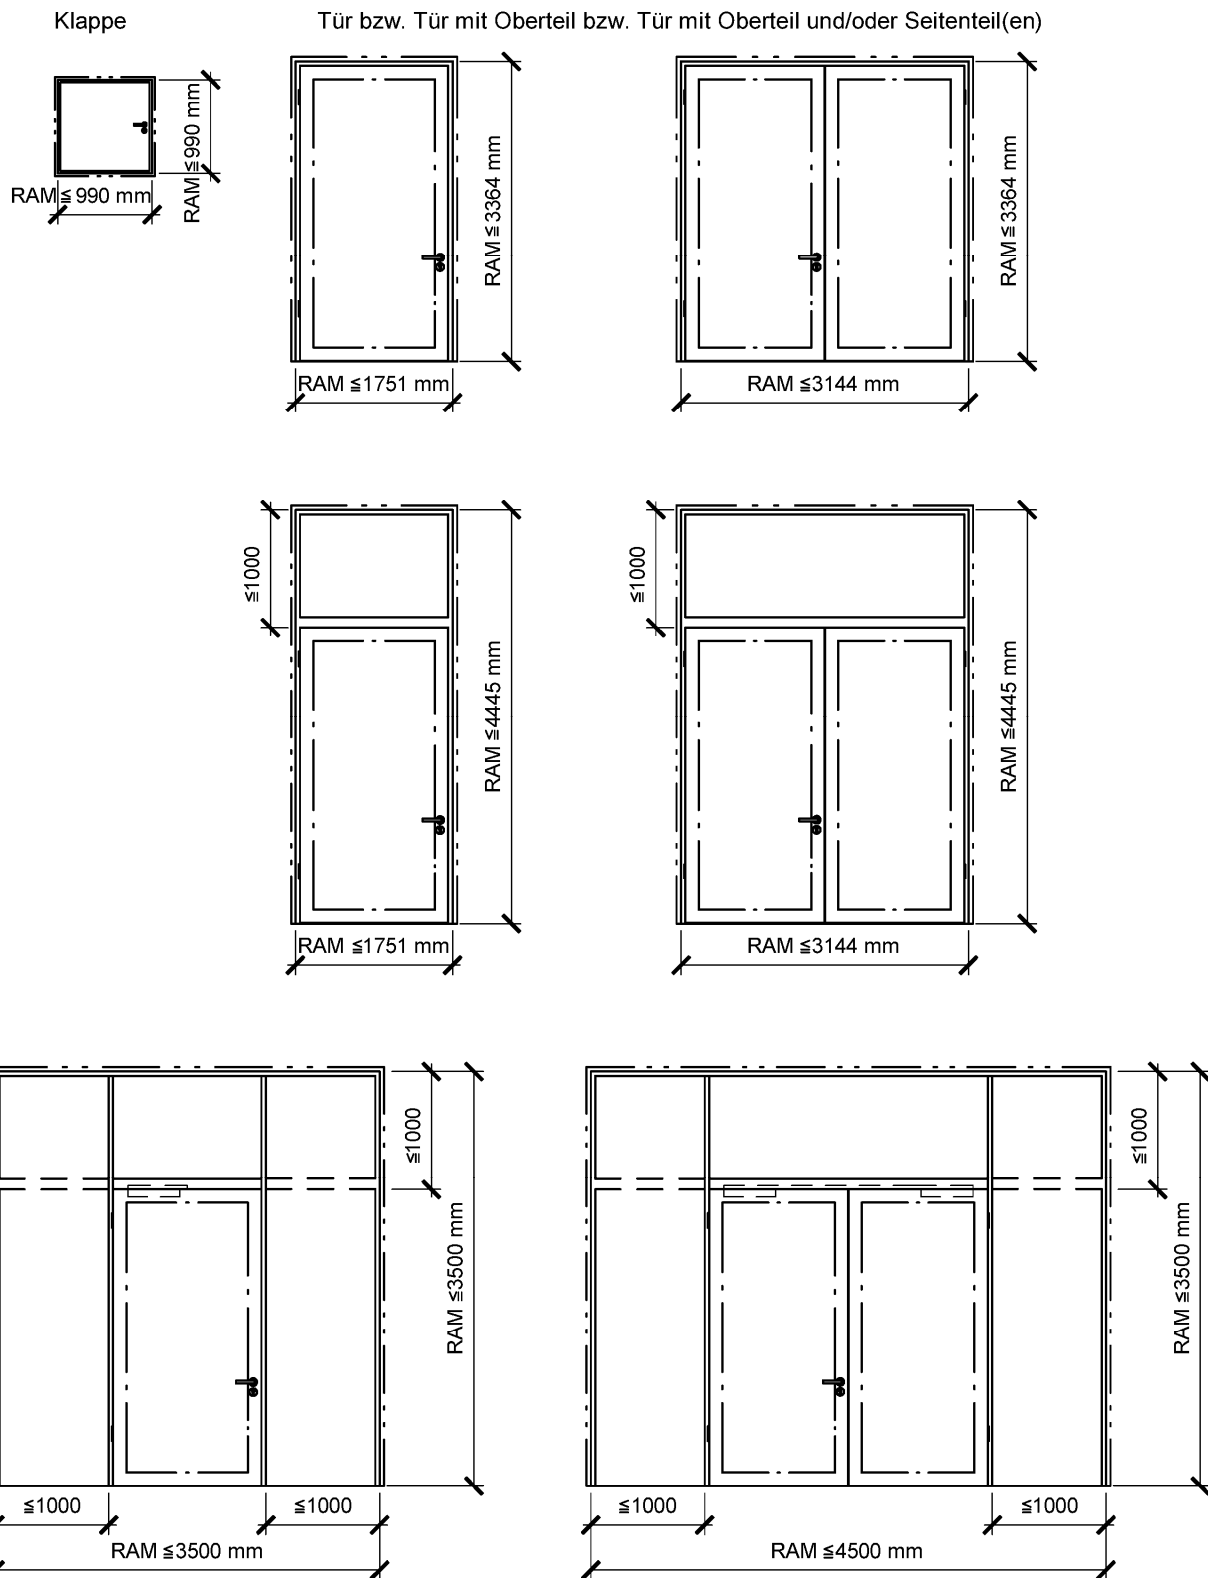 Klappe
Tür bzw. Tür mit Oberteil bzw. Tür mit Oberteil und/oder Seitenteil(en)
RAM ≦ 990 mm
RAM ≦ 990 mm
RAM ≦ 3364 mm
RAM ≦1751 mm
RAM ≦ 3364 mm
RAM ≦3144 mm
≦1000
RAM ≦4445 mm
RAM ≦1751 mm
≦1000
RAM ≦4445 mm
RAM ≦3144 mm
≦1000
RAM ≦3500 mm
≦1000
≦1000
RAM ≦3500 mm
≦1000
RAM ≦3500 mm
≦1000
≦1000
RAM ≦4500 mm